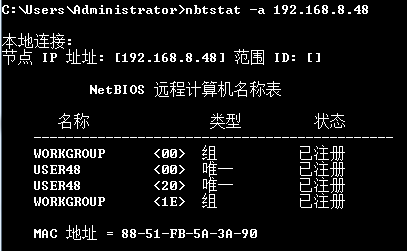 C:\Users\Administrator>nbtstat -a 192.168.8.48
本地连接:
节点 IP 址址: [192.168.8.48] 范围 ID: []
NetBIOS 远程计算机名称表
名称 类型 状态
---------------------------------------------
WORKGROUP <00> 组 已注册
USER48 <00> 唯一 已注册
USER48 <20> 唯一 已注册
WORKGROUP <1E> 组 已注册
MAC 地址 = 88-51-FB-5A-3A-90